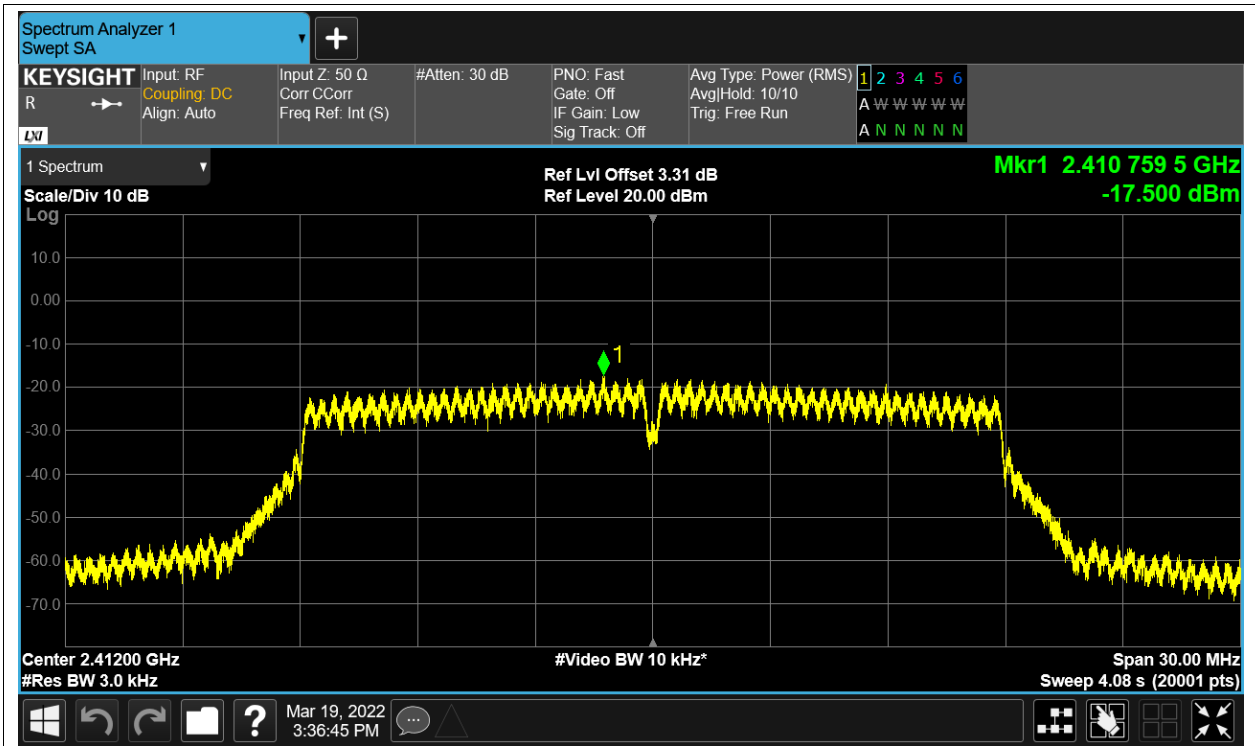 Spectrum Analyzer 1
Swept SA
KEYSIGHT
R
LXI
Input: RF
Coupling: DC
Align: Auto
Input Z: 50 Ω
Corr CCorr
Freq Ref: Int (S)
#Atten: 30 dB
PNO: Fast
Gate: Off
IF Gain: Low
Sig Track: Off
Avg Type: Power (RMS)
Avg|Hold: 10/10
Trig: Free Run
1 2 3 4 5 6
A W W W W W
A N N N N N
1 Spectrum
Scale/Div 10 dB
Log
Ref Lvl Offset 3.31 dB
Ref Level 20.00 dBm
Mkr1 2.410 759 5 GHz
-17.500 dBm
10.0
0.00
-10.0
1
-20.0
-30.0
-40.0
-50.0
-60.0
-70.0
Center 2.41200 GHz
#Video BW 10 kHz*
Span 30.00 MHz
#Res BW 3.0 kHz
Sweep 4.08 s (20001 pts)
?
Mar 19, 2022
3:36:45 PM